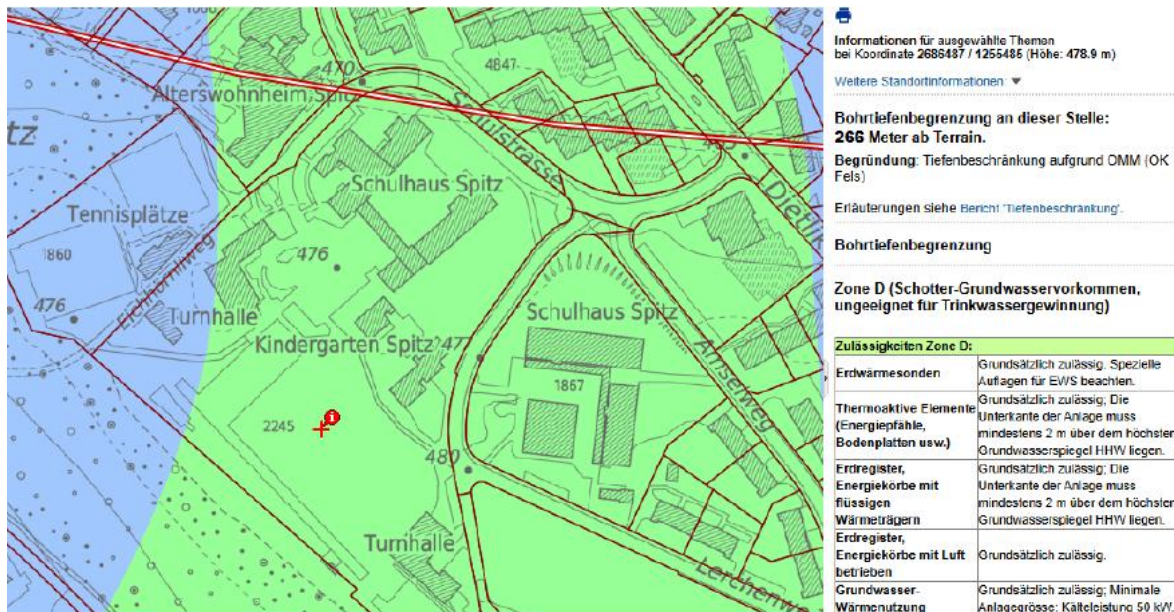 470
4847
Alterswohnheim Spitz
Schulstrasse
tz
Schulhaus Spitz
Dietlik
Tennisplätze
1860
476
476
Eichhörnliweg
Turnhalle
Kindergarten Spitz
477
Schulhaus Spitz
1867
Amselweg
2245
480
Turnhalle
Lerchenwe
Informationen für ausgewählte Themen
bei Koordinate 2686487 / 1255485 (Höhe: 478.9 m)
Weitere Standortinformationen
Bohrtiefenbegrenzung an dieser Stelle:
266 Meter ab Terrain.
Begründung: Tiefenbeschränkung aufgrund OMM (OK
Fels)
Erläuterungen siehe Bericht 'Tiefenbeschränkung'.
Bohrtiefenbegrenzung
Zone D (Schotter-Grundwasservorkommen,
ungeeignet für Trinkwassergewinnung)
Zulässigkeiten Zone D:
Erdwärmesonden
Grundsätzlich zulässig. Spezielle
Auflagen für EWS beachten.
Thermoaktive Elemente
(Energiepfähle,
Bodenplatten usw.)
Grundsätzlich zulässig; Die
Unterkante der Anlage muss
mindestens 2 m über dem höchsten
Grundwasserspiegel HHW liegen.
Erdregister,
Energiekörbe mit
flüssigen
Wärmeträgern
Grundsätzlich zulässig; Die
Unterkante der Anlage muss
mindestens 2 m über dem höchsten
Grundwasserspiegel HHW liegen.
Erdregister,
Energiekörbe mit Luft
betrieben
Grundsätzlich zulässig.
Grundwasser-
Wärmenutzung
Grundsätzlich zulässig; Minimale
Anlagegrösse: Kälteleistung 50 kW